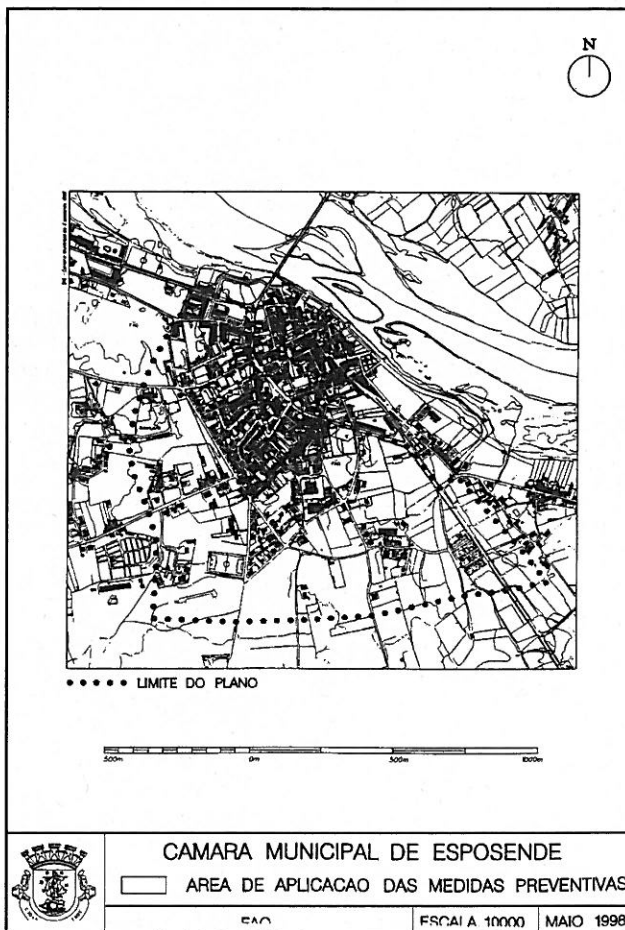 N
LIMITE DO PLANO
500m 0m 500m 1000m
CAMARA MUNICIPAL DE ESPOSENDE
AREA DE APLICACAO DAS MEDIDAS PREVENTIVAS
ESCALA 10000 MAIO 1998